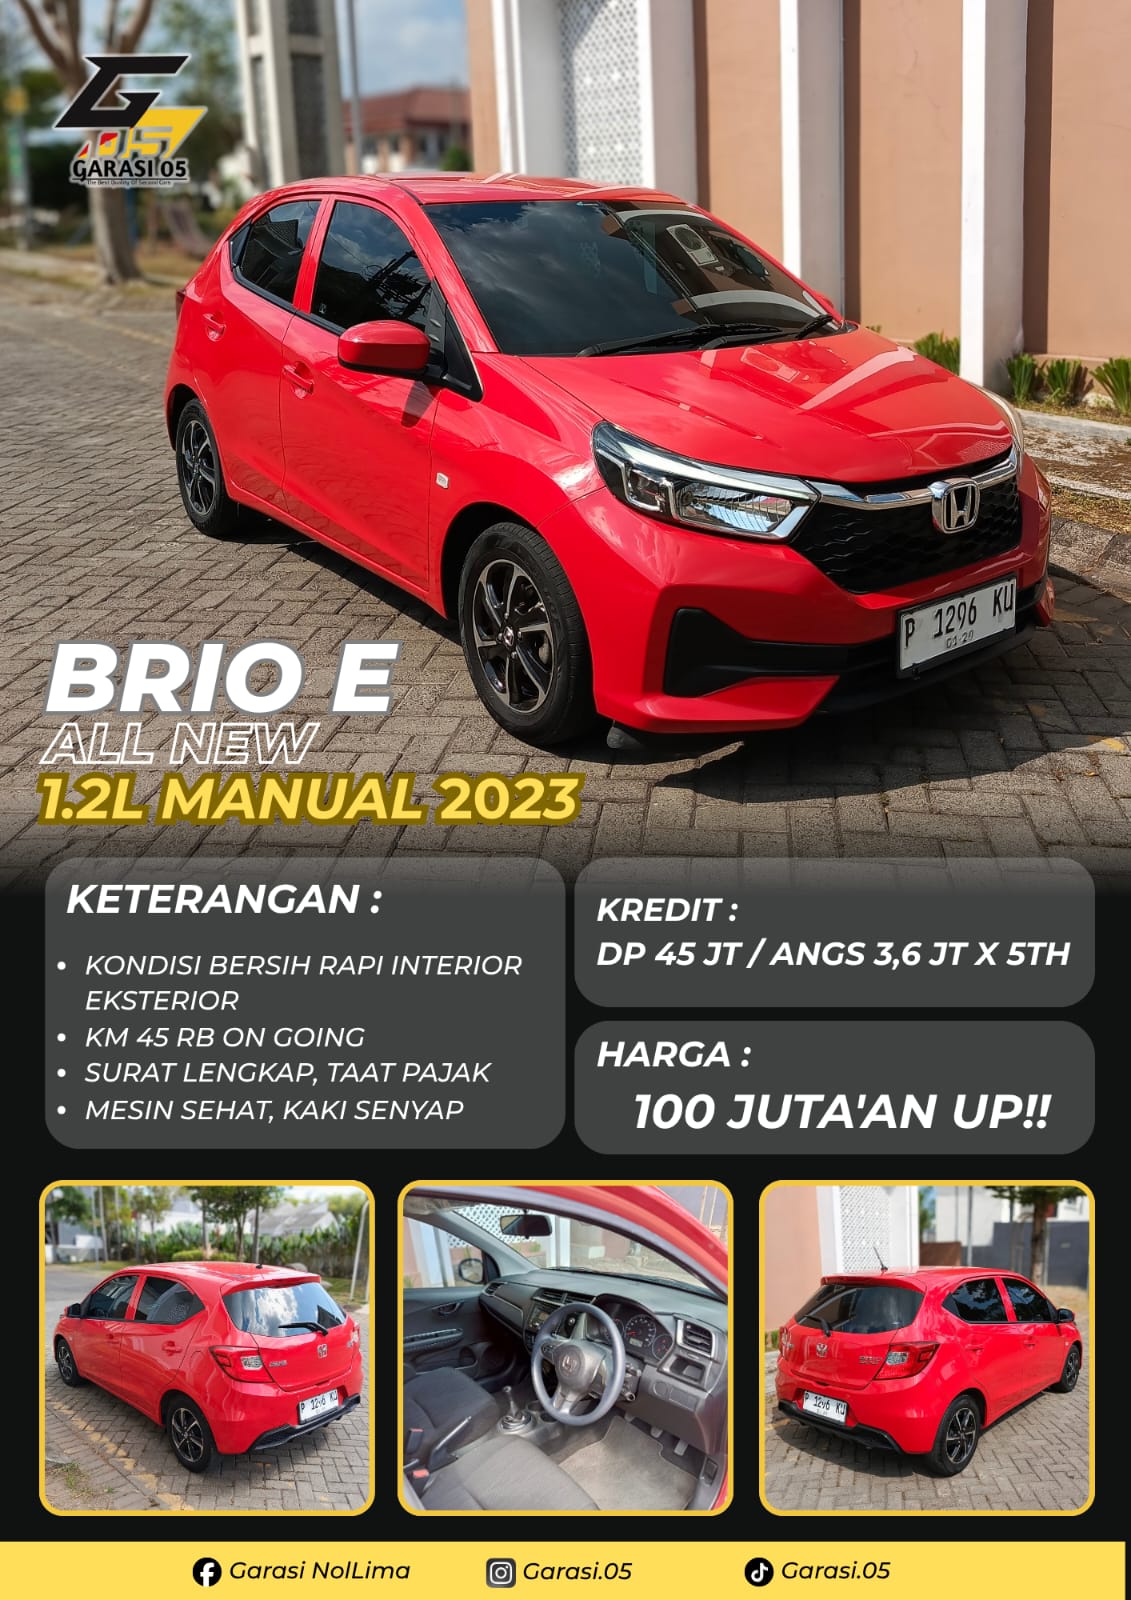 GARASI 05
The Best Quality Of Second Cars
P 1296 KU
BRIO E
ALL NEW
1.2L MANUAL 2023
KETERANGAN :
• KONDISI BERSIH RAPI INTERIOR
EKSTERIOR
• KM 45 RB ON GOING
• SURAT LENGKAP, TAAT PAJAK
• MESIN SEHAT, KAKI SENYAP
KREDIT :
DP 45 JT / ANGS 3,6 JT X 5TH
HARGA :
100 JUTA'AN UP!!
P 1296 KU
P 1296 KU
Garasi NolLima
Garasi.05
Garasi.05